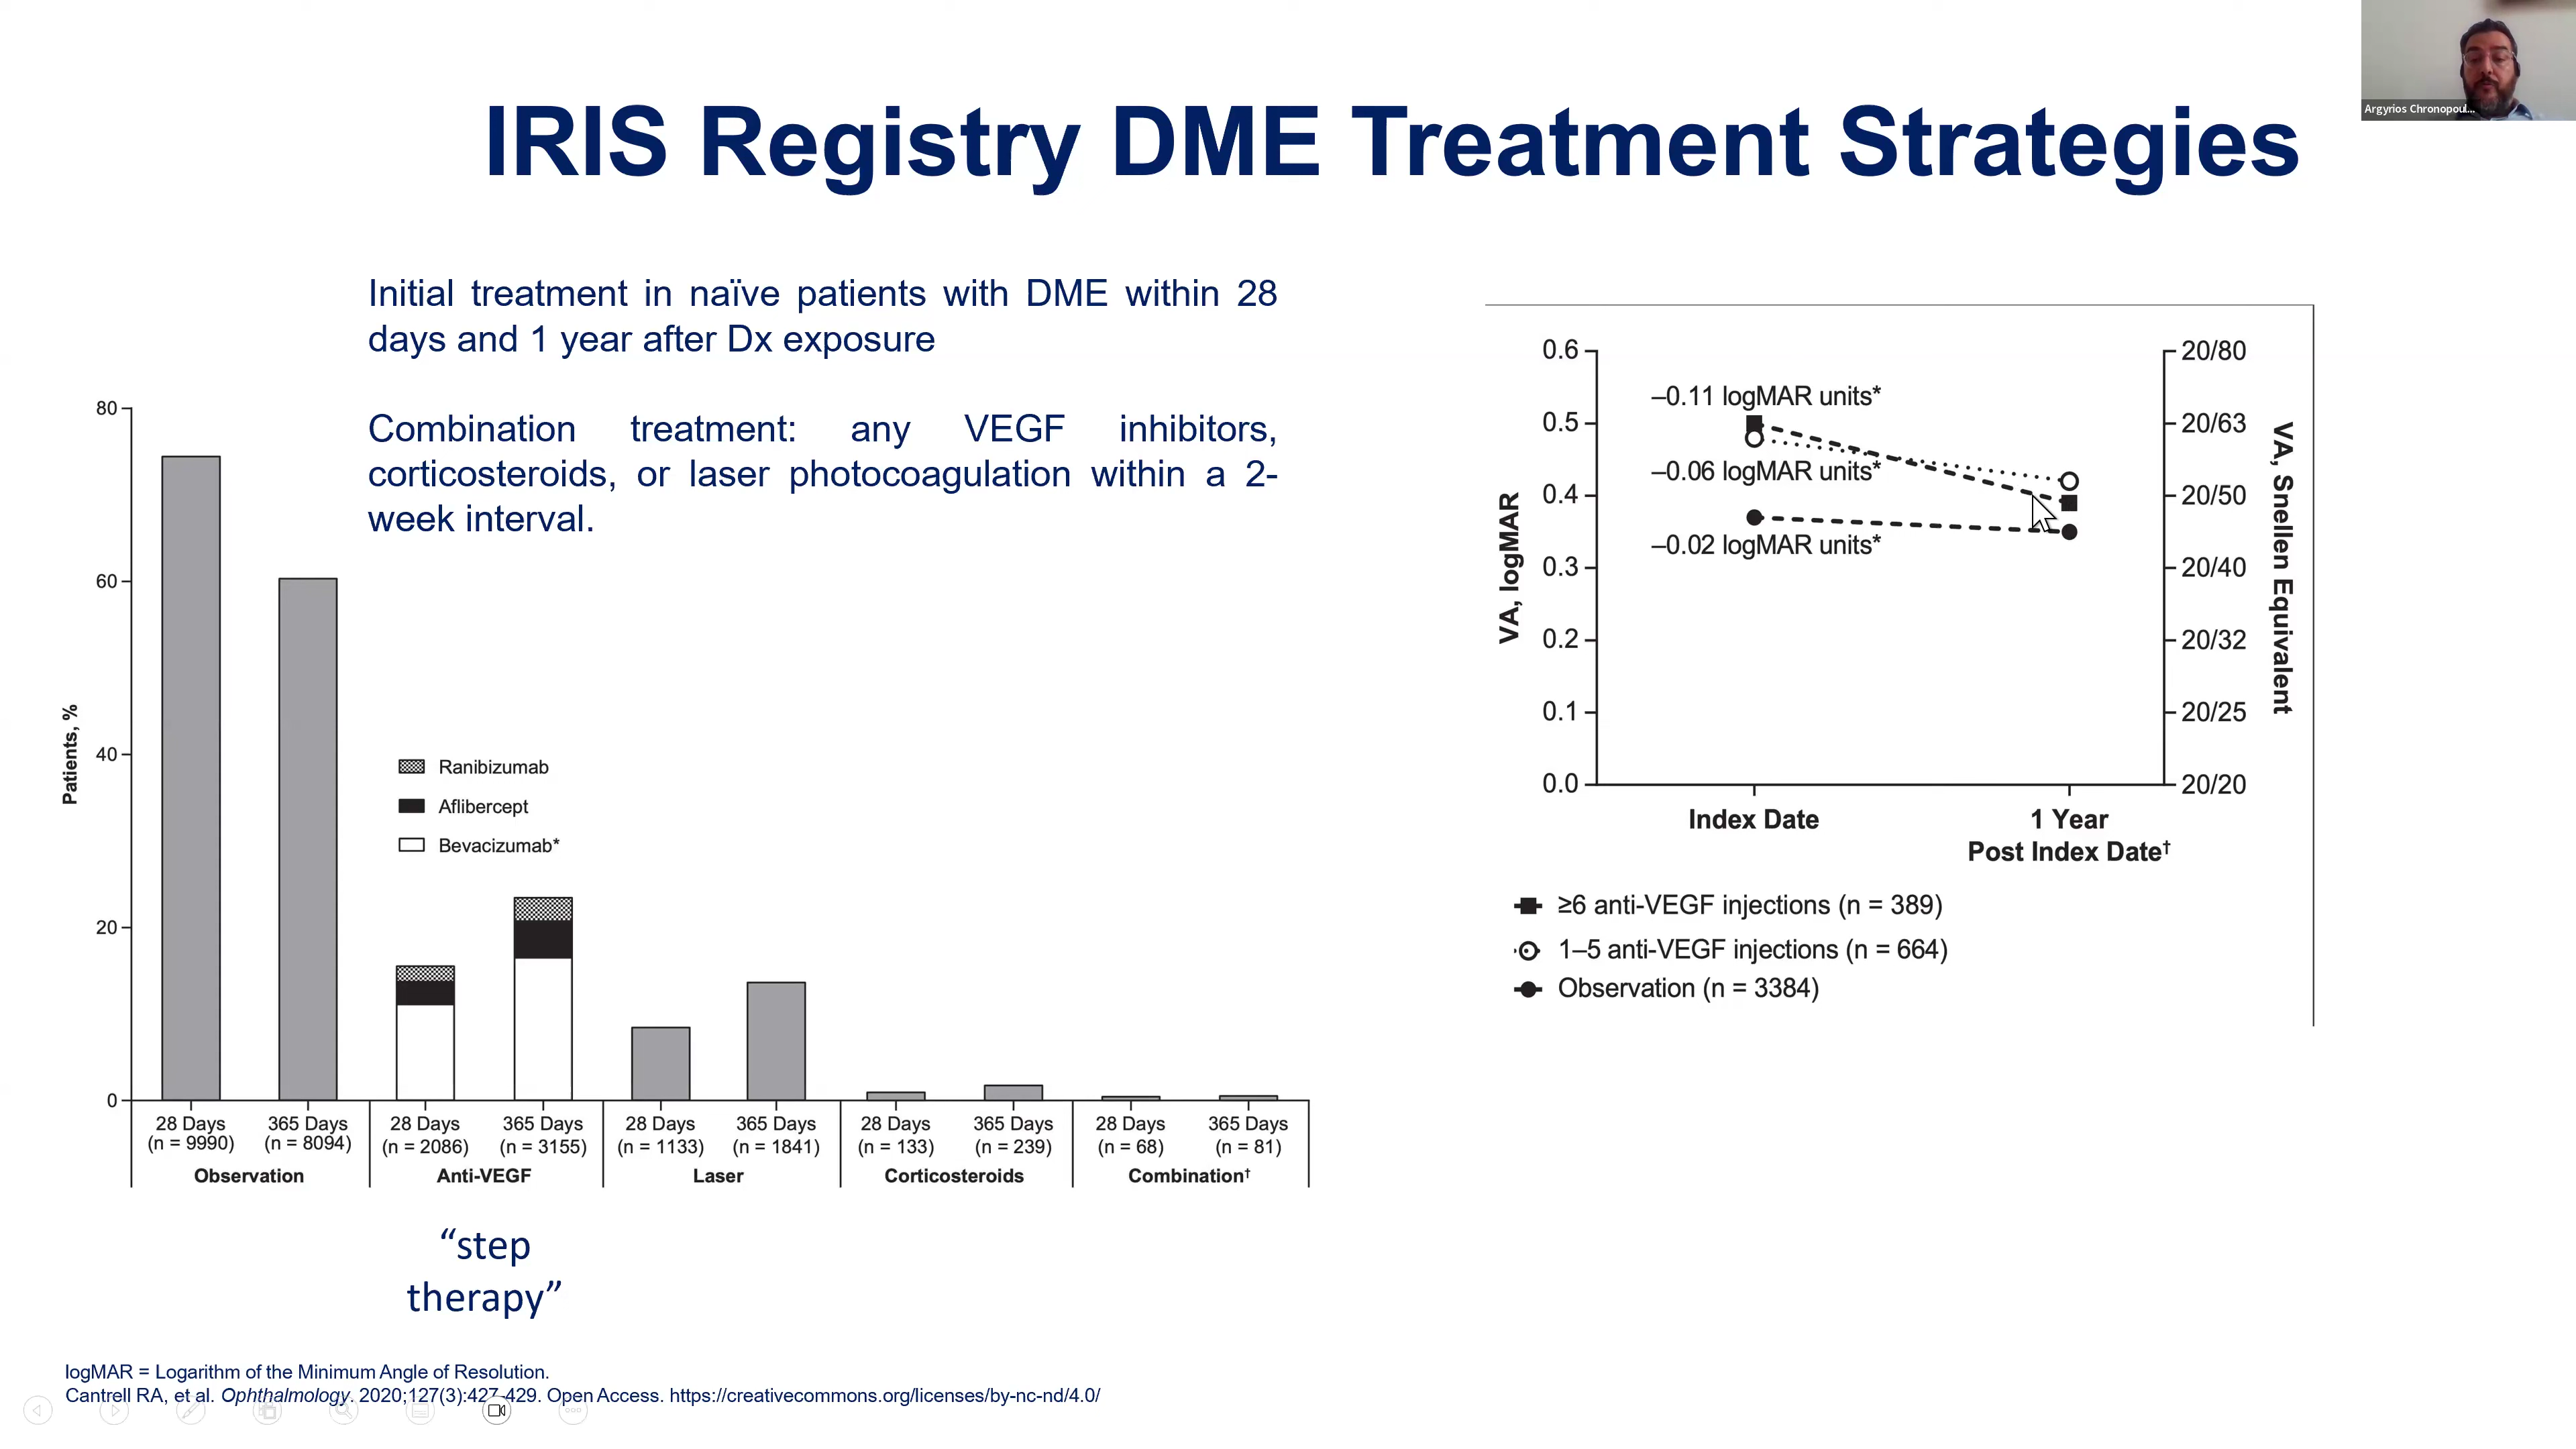 Argyrios Chronopoul...
IRIS Registry DME Treatment Strategies
Initial treatment in naïve patients with DME within 28
days and 1 year after Dx exposure
Combination treatment: any VEGF inhibitors,
corticosteroids, or laser photocoagulation within a 2-
week interval.
Patients, %
80
60
40
20
0
Ranibizumab
Aflibercept
Bevacizumab*
28 Days
(n = 9990)
365 Days
(n = 8094)
Observation
28 Days
(n = 2086)
365 Days
(n = 3155)
Anti-VEGF
28 Days
(n = 1133)
365 Days
(n = 1841)
Laser
28 Days
(n = 133)
365 Days
(n = 239)
Corticosteroids
28 Days
(n = 68)
365 Days
(n = 81)
Combination†
"step
therapy"
VA, logMAR
0.6
0.5
0.4
0.3
0.2
0.1
0.0
–0.11 logMAR units*
–0.06 logMAR units*
–0.02 logMAR units*
20/80
20/63
20/50
20/40
20/32
20/25
20/20
VA, Snellen Equivalent
Index Date
1 Year
Post Index Date†
≥6 anti-VEGF injections (n = 389)
1–5 anti-VEGF injections (n = 664)
Observation (n = 3384)
logMAR = Logarithm of the Minimum Angle of Resolution.
Cantrell RA, et al. Ophthalmology. 2020;127(3):427-429. Open Access. https://creativecommons.org/licenses/by-nc-nd/4.0/